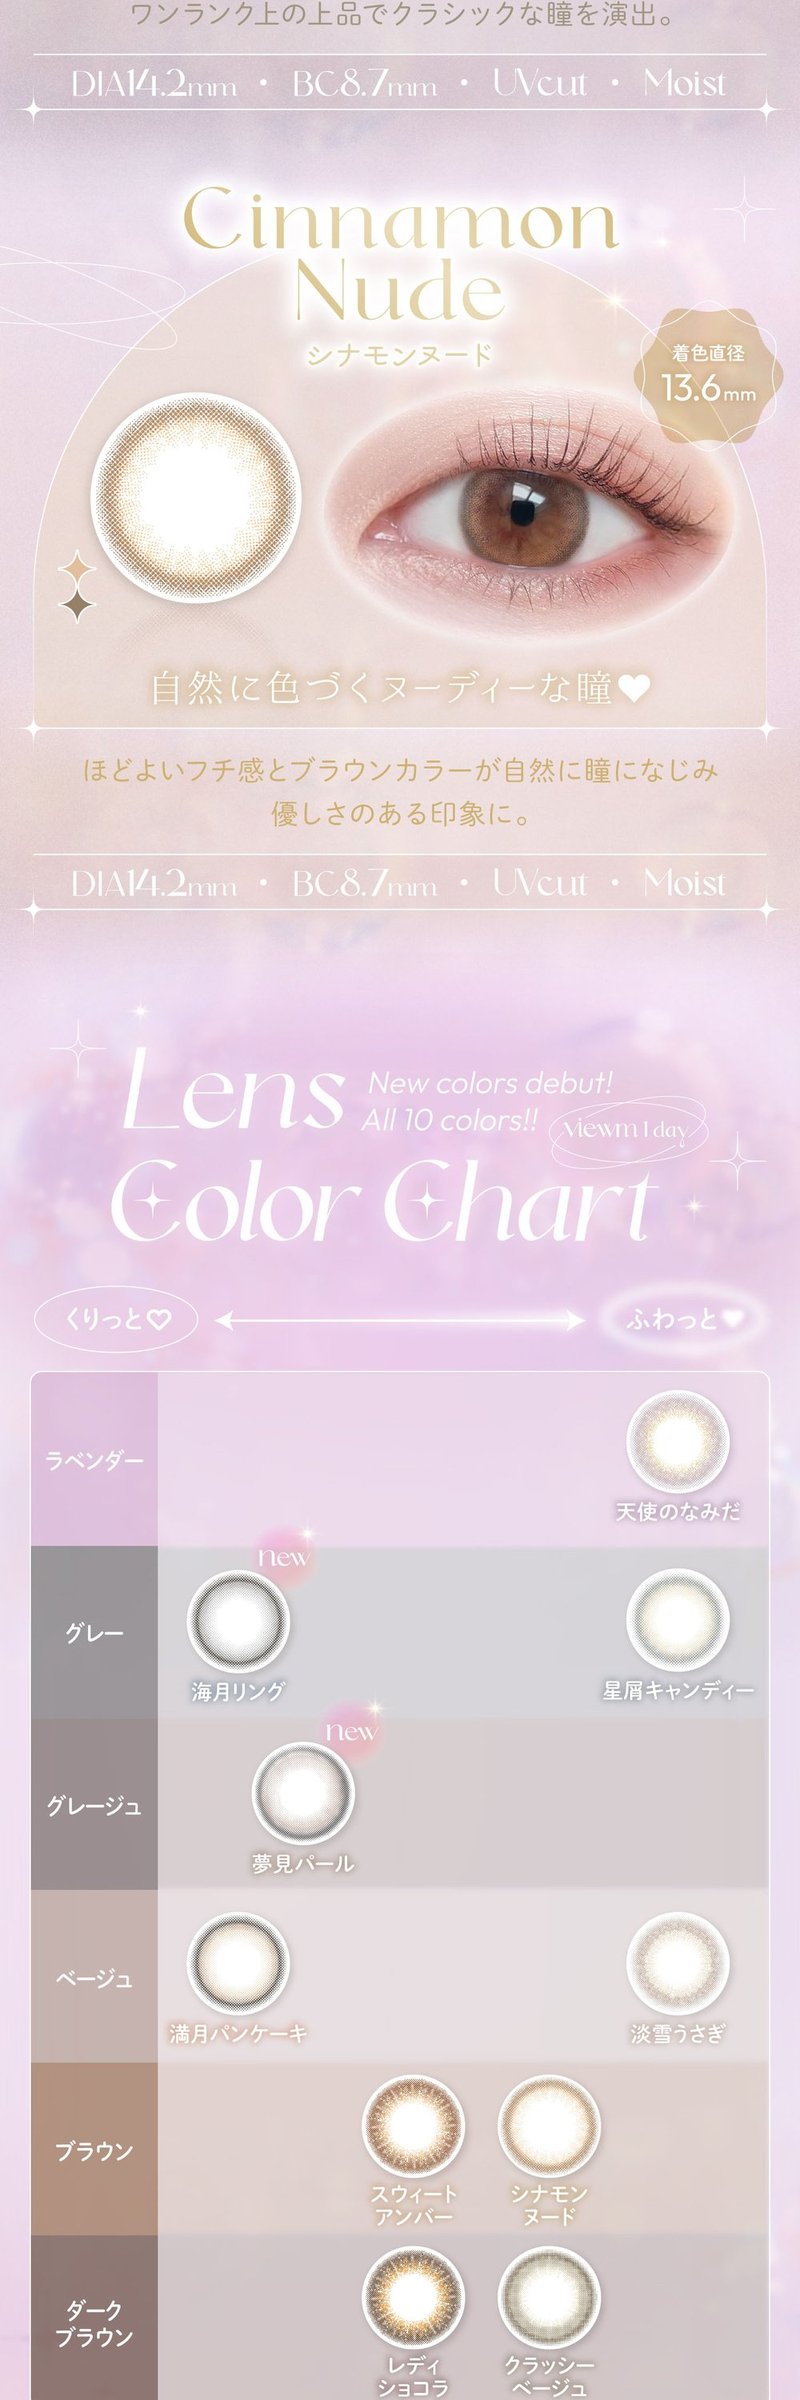 ワンランク上の上品でクラシックな瞳を演出。
DIA14.2mm ・ BC8.7mm ・ UVcut ・ Moist
Cinnamon
Nude
シナモンヌード
着色直径
13.6mm
自然に色づくヌーディーな瞳♥
ほどよいフチ感とブラウンカラーが自然に瞳になじみ
優しさのある印象に。
DIA14.2mm ・ BC8.7mm ・ UVcut ・ Moist
Lens
New colors debut!
All 10 colors!!
viewm 1 day
Color Chart
くりっと♡
ふわっと♥
ラベンダー
天使のなみだ
グレー
new
海月リング
星屑キャンディー
グレージュ
new
夢見パール
ベージュ
満月パンケーキ
淡雪うさぎ
ブラウン
スウィート
アンバー
シナモン
ヌード
ダーク
ブラウン
レディ
ショコラ
クラッシー
ベージュ